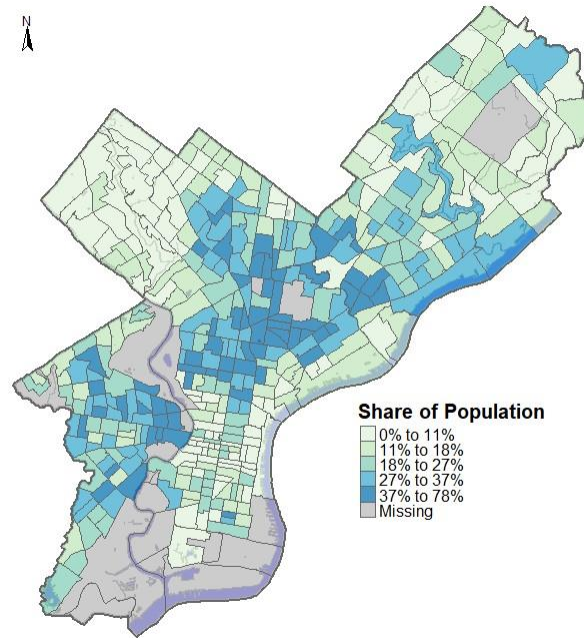 N
Share of Population
0% to 11%
11% to 18%
18% to 27%
27% to 37%
37% to 78%
Missing